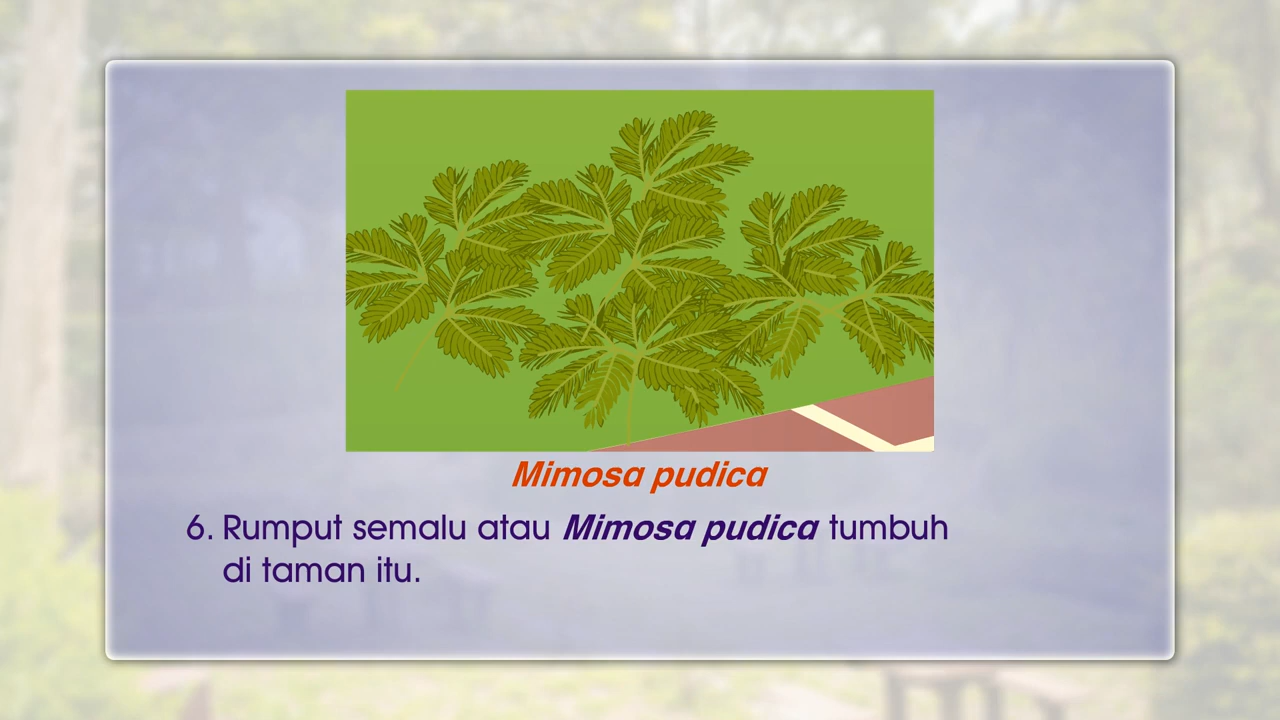 Mimosa pudica
6. Rumput semalu atau Mimosa pudica tumbuh
di taman itu.